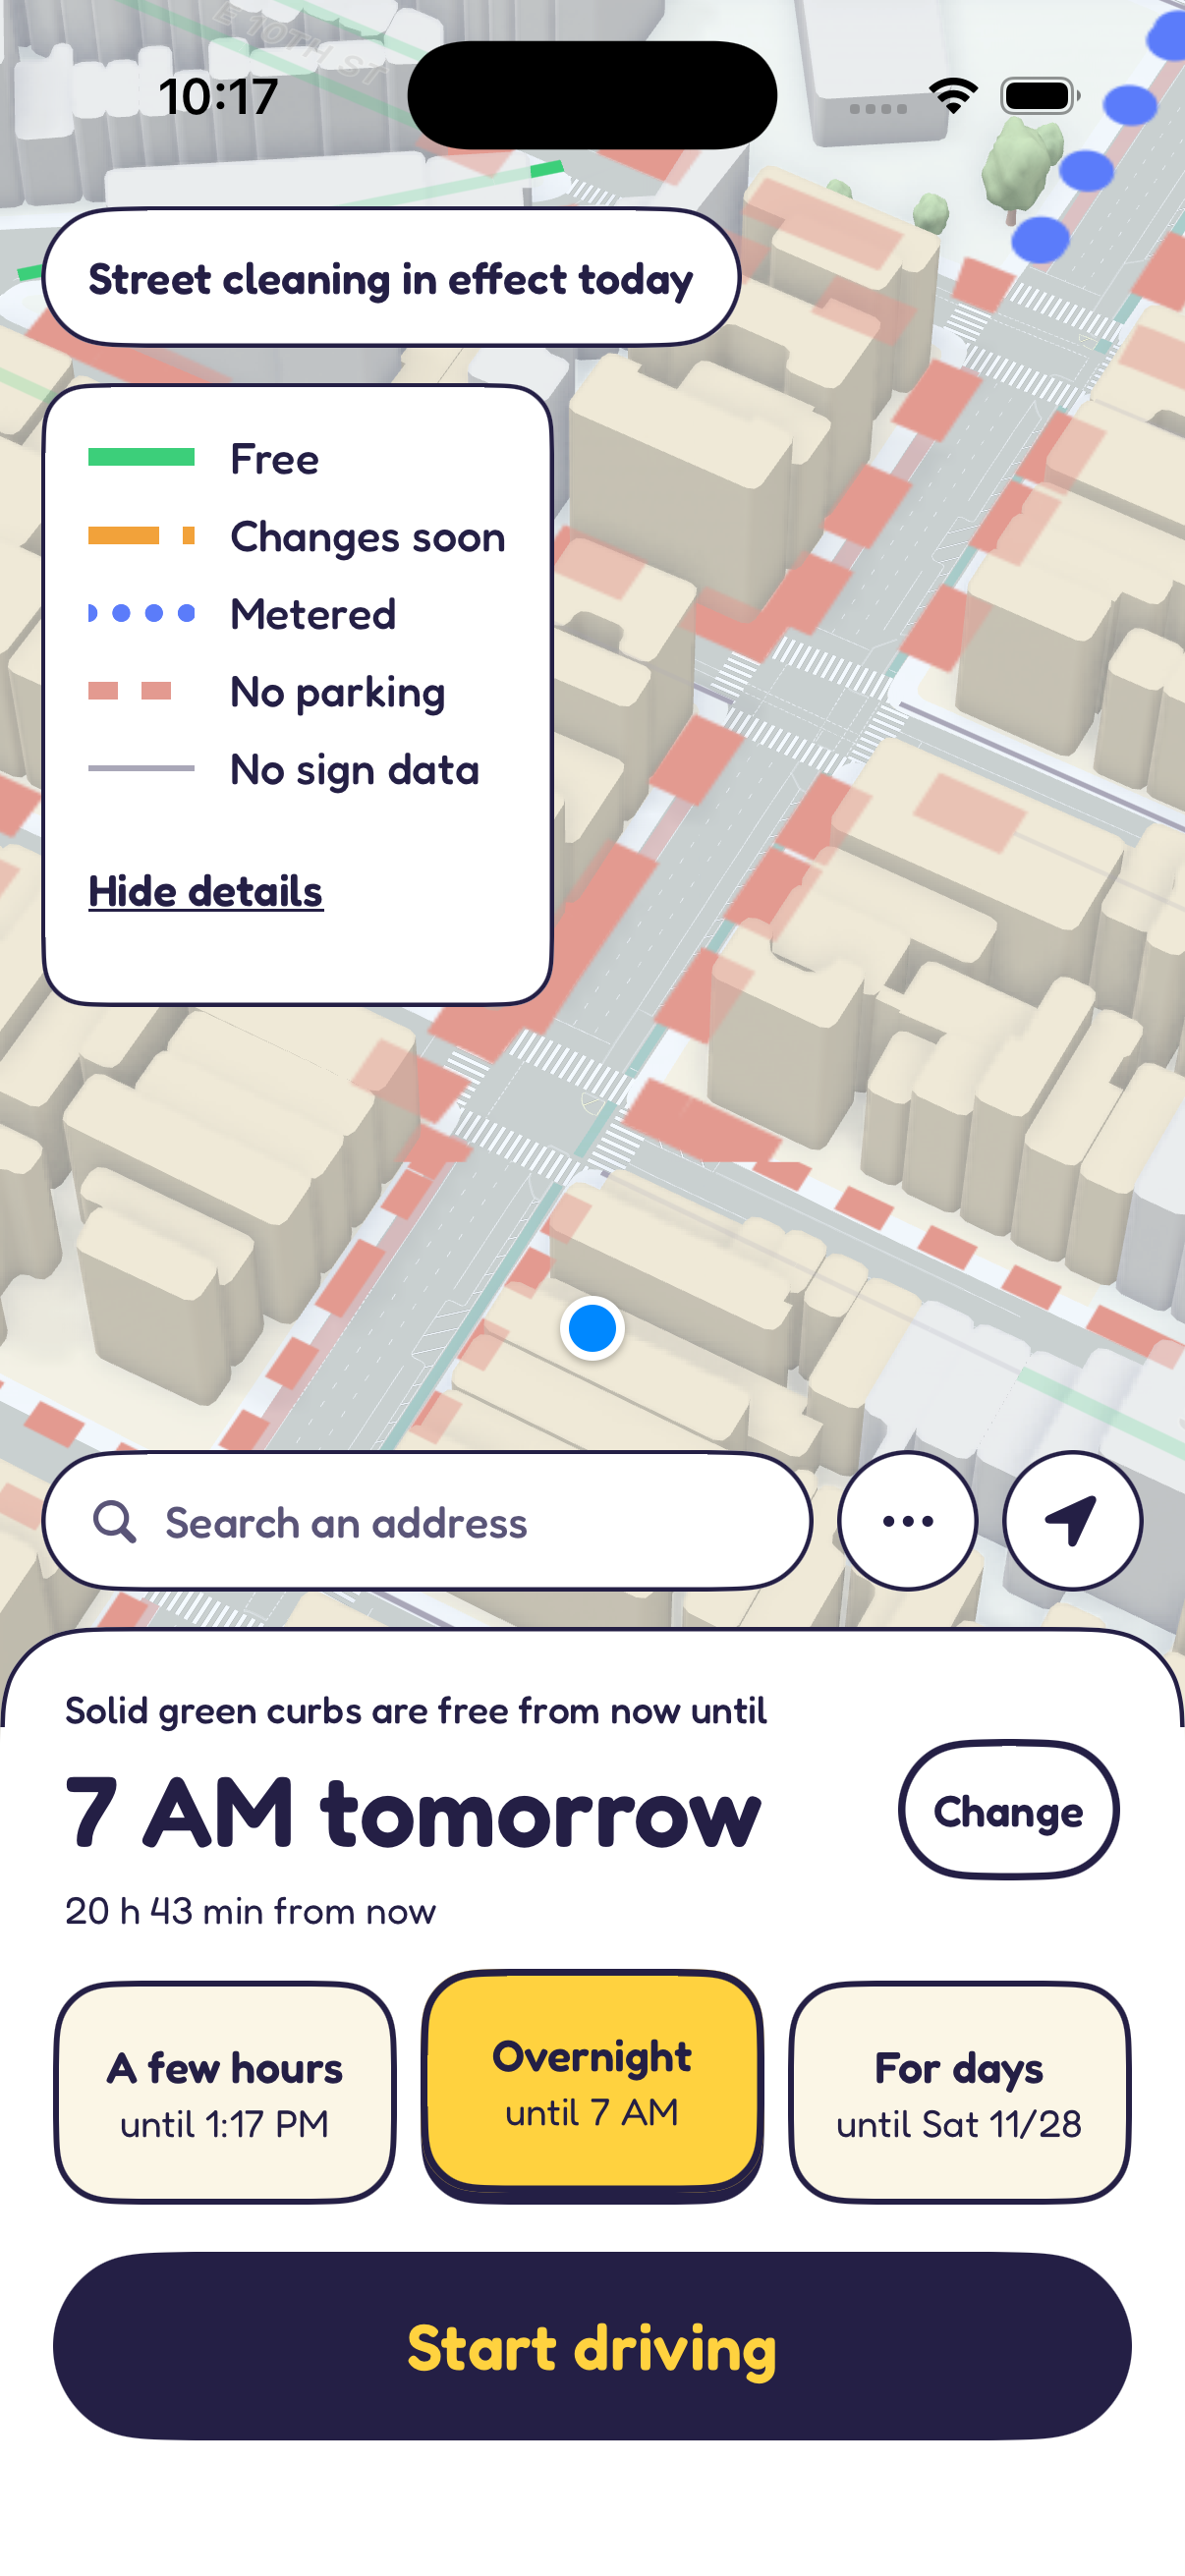 E 10TH ST
10:17
Street cleaning in effect today
Free
Changes soon
Metered
No parking
No sign data
Hide details
Search an address
Solid green curbs are free from now until
7 AM tomorrow
Change
20 h 43 min from now
A few hours
until 1:17 PM
Overnight
until 7 AM
For days
until Sat 11/28
Start driving